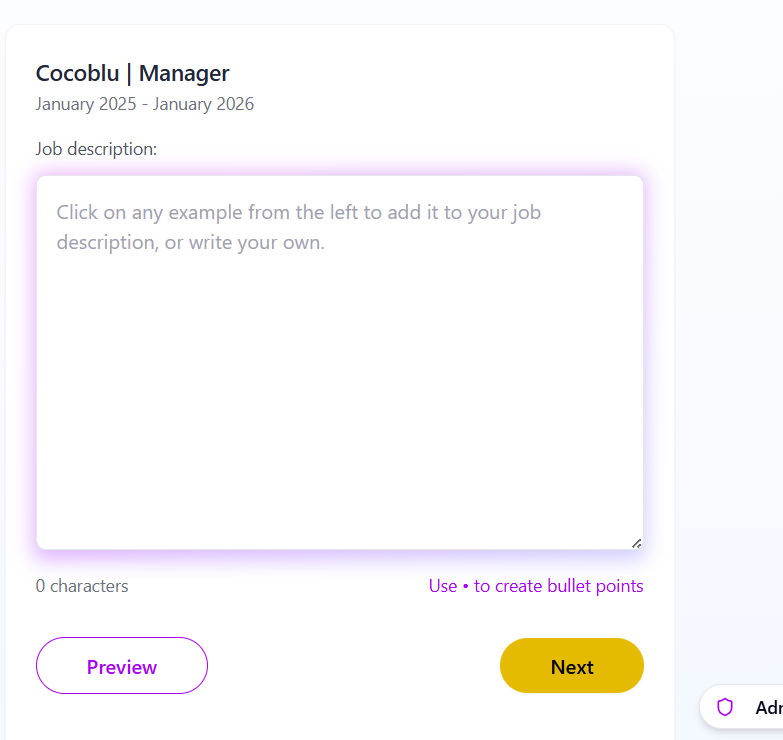 Cocoblu | Manager
January 2025 - January 2026
Job description:
Click on any example from the left to add it to your job
description, or write your own.
0 characters
Use • to create bullet points
Preview
Next